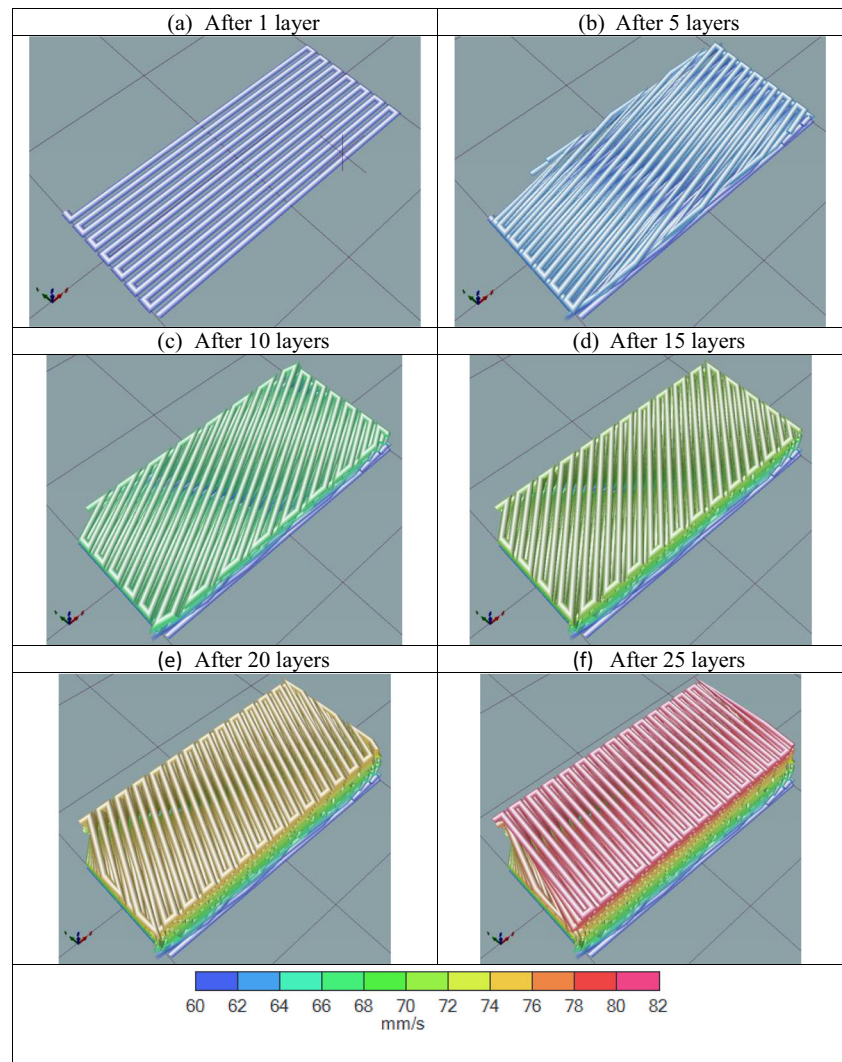 (a) After 1 layer
(b) After 5 layers
(c) After 10 layers
(d) After 15 layers
(e) After 20 layers
(f) After 25 layers
60 62 64 66 68 70 72 74 76 78 80 82
mm/s